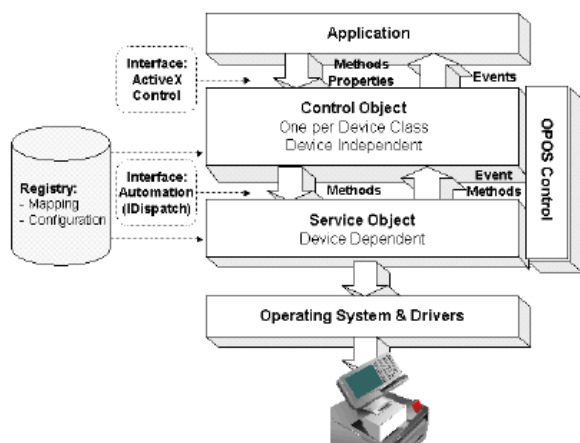 Application
Interface:
ActiveX
Control
Methods
Properties
Events
Control Object
One per Device Class
Device Independent
OPOS Control
Registry:
- Mapping
- Configuration
Interface:
Automation
(IDispatch)
Methods
Event
Methods
Service Object
Device Dependent
Operating System & Drivers